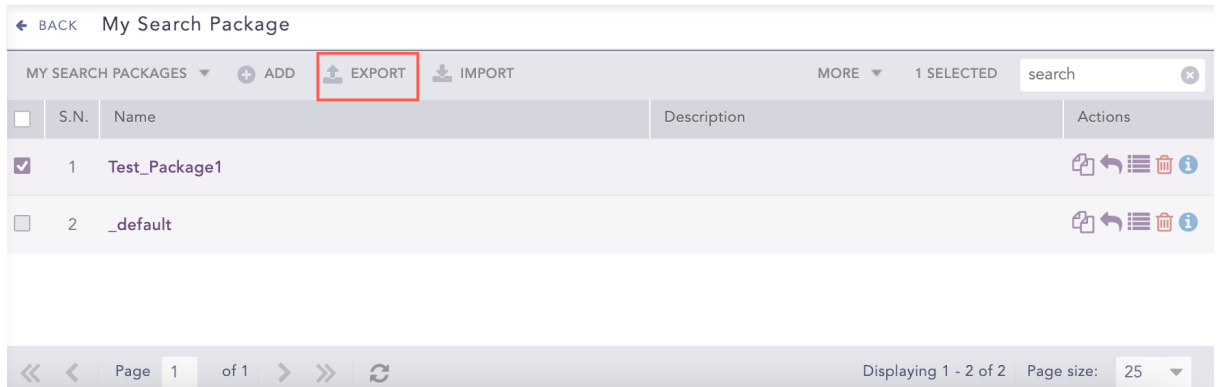 BACK My Search Package
MY SEARCH PACKAGES ADD EXPORT IMPORT MORE 1 SELECTED search
S.N. Name Description Actions
1 Test_Package1
2 _default
Page 1 of 1 Displaying 1 - 2 of 2 Page size: 25